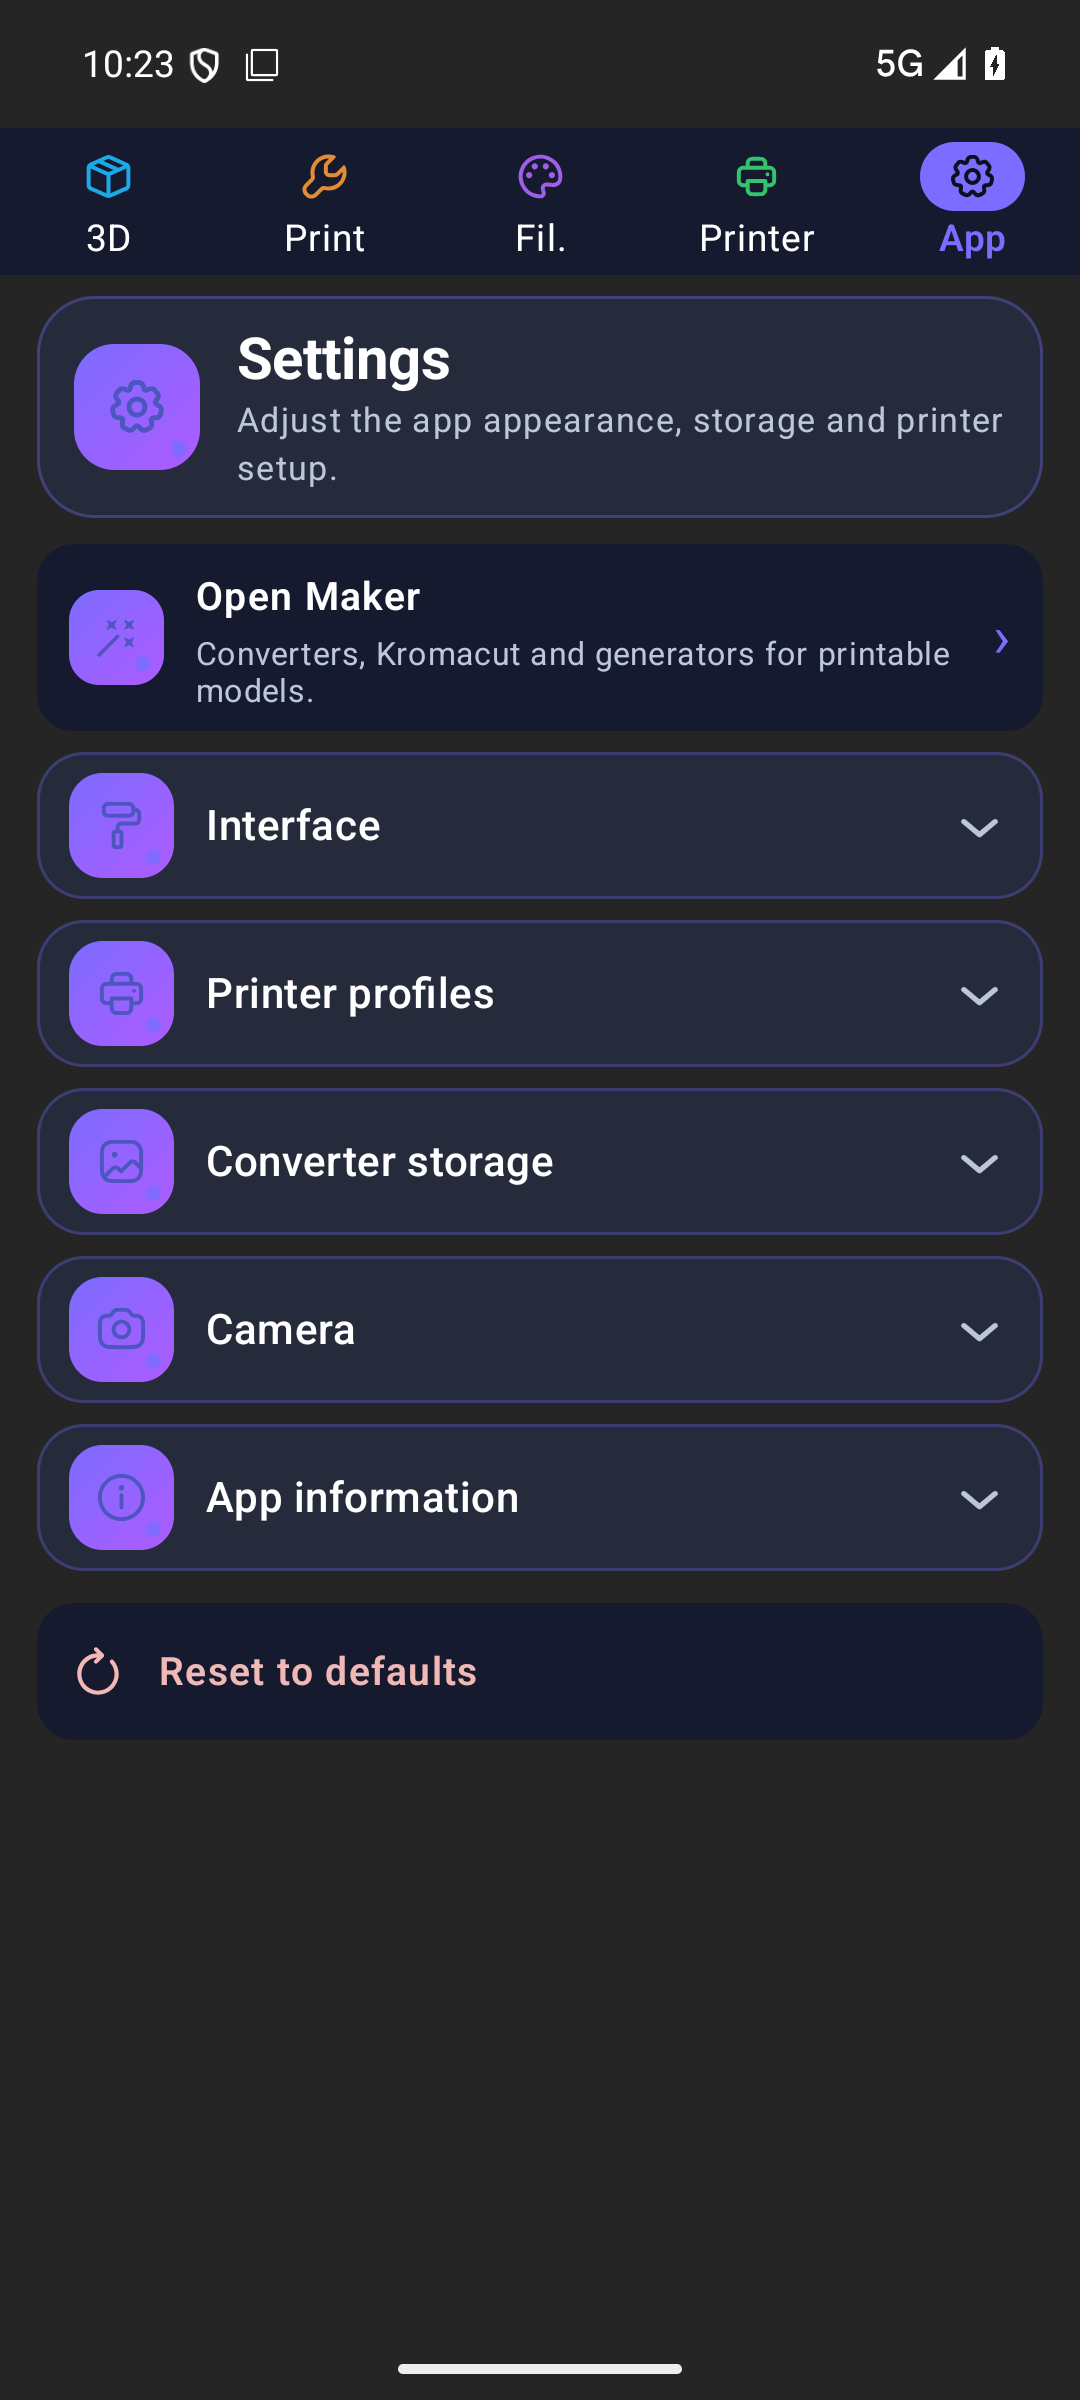 10:23
5G
3D
Print
Fil.
Printer
App
Settings
Adjust the app appearance, storage and printer
setup.
Open Maker
Converters, Kromacut and generators for printable
models.
Interface
Printer profiles
Converter storage
Camera
App information
Reset to defaults